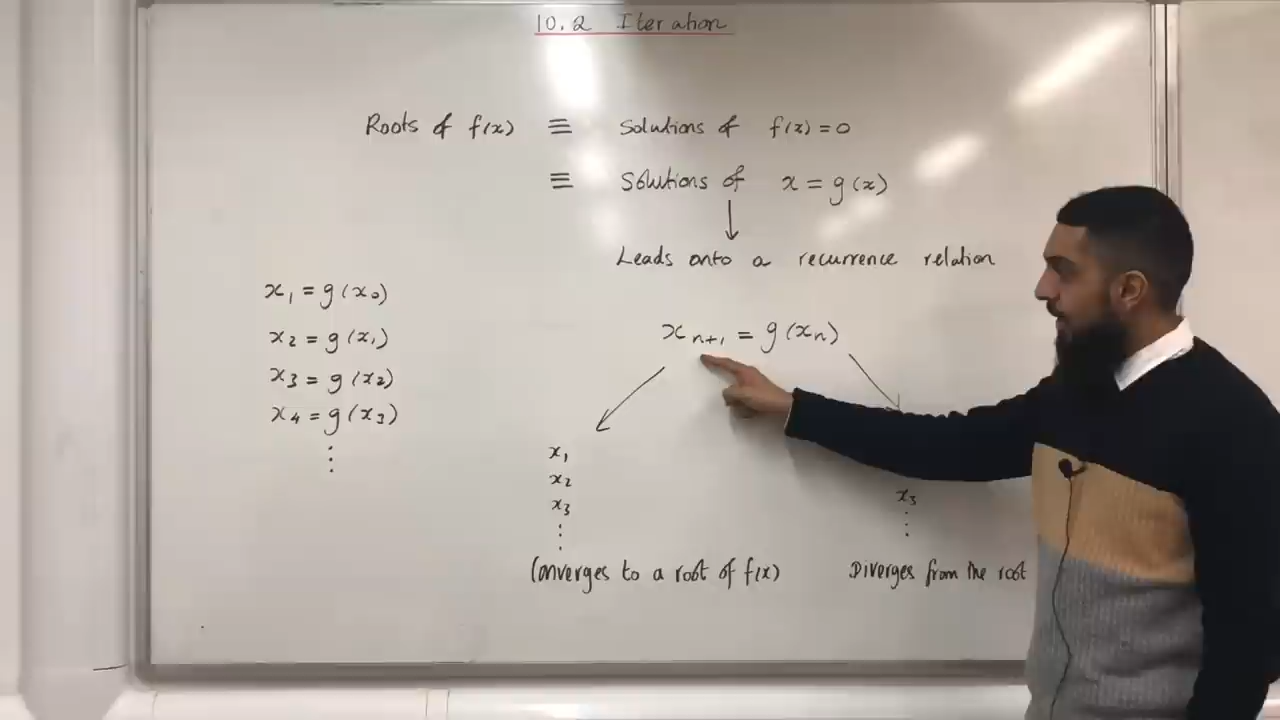 10.2 Iteration
Roots of f(x) ≡ Solutions of f(x) = 0
≡ Solutions of x = g(x)
↓
Leads onto a recurrence relation
xₙ₊₁ = g(xₙ)
x₁ = g(x₀)
x₂ = g(x₁)
x₃ = g(x₂)
x₄ = g(x₃)
⋮
x₁
x₂
x₃
⋮
Converges to a root of f(x)
x₃
⋮
Diverges from the root